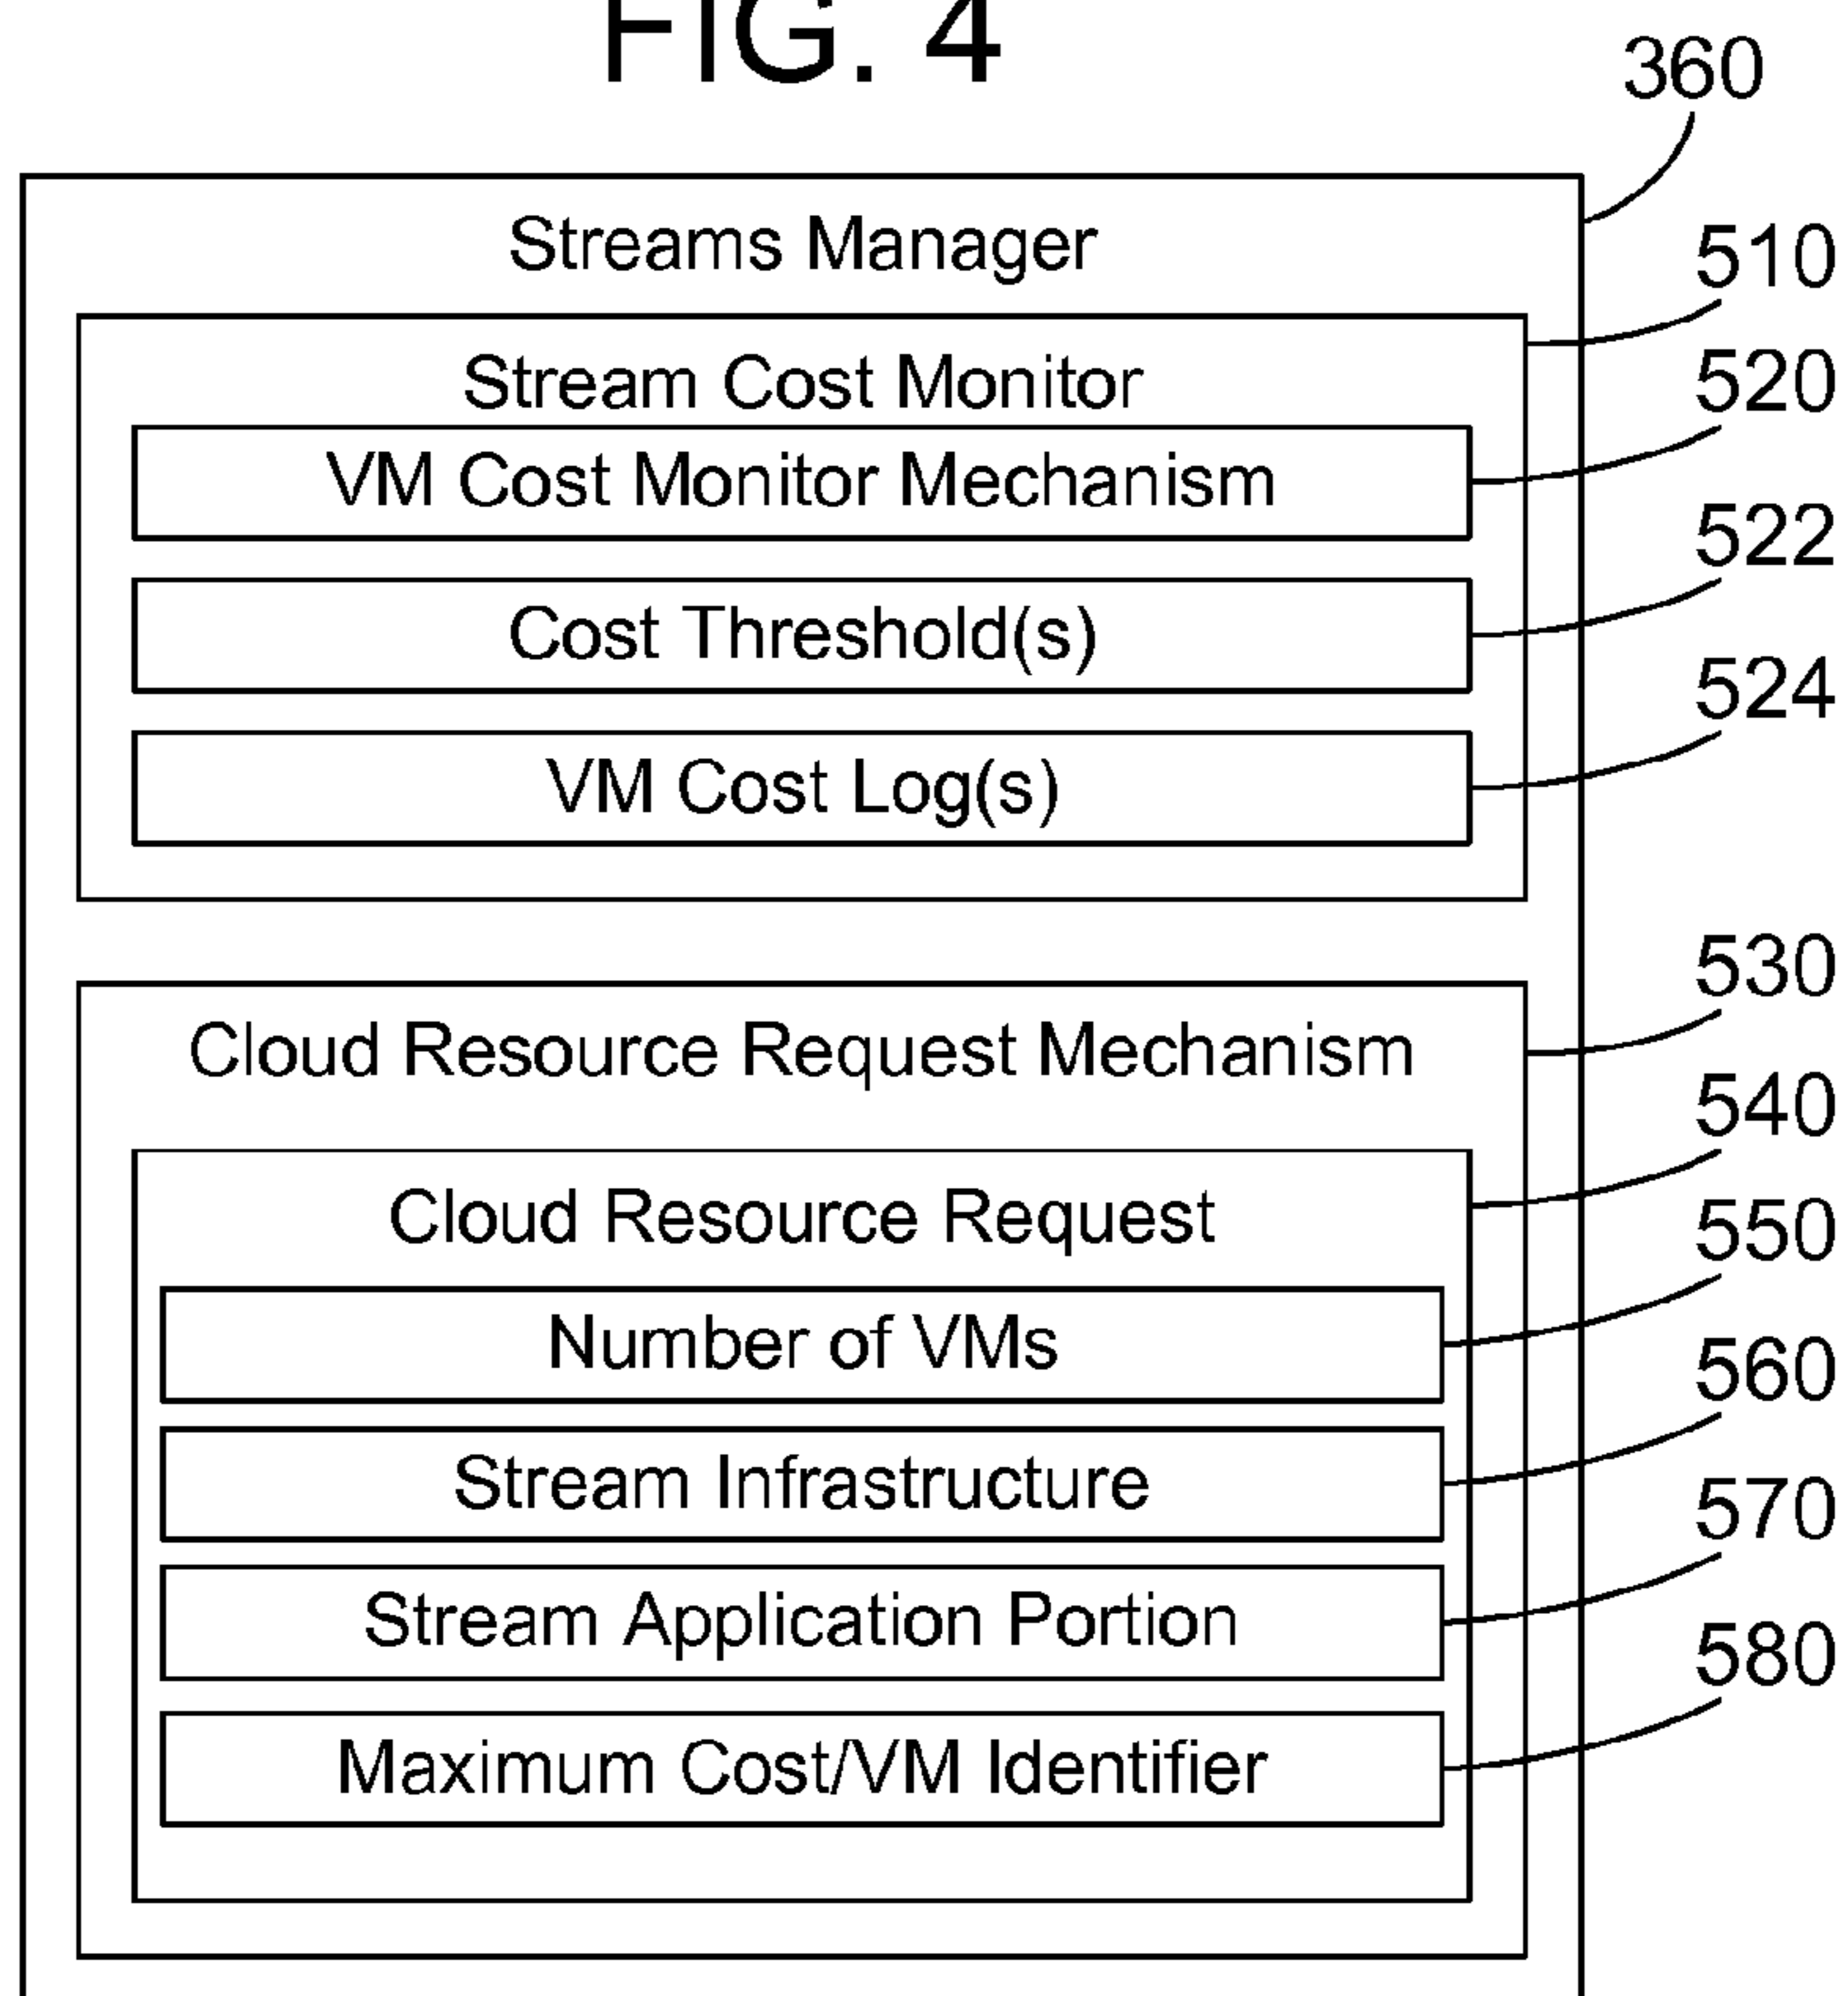 FIG. 4
360
Streams Manager
510
Stream Cost Monitor
520
VM Cost Monitor Mechanism
522
Cost Threshold(s)
524
VM Cost Log(s)
530
Cloud Resource Request Mechanism
540
Cloud Resource Request
550
Number of VMs
560
Stream Infrastructure
570
Stream Application Portion
580
Maximum Cost/VM Identifier